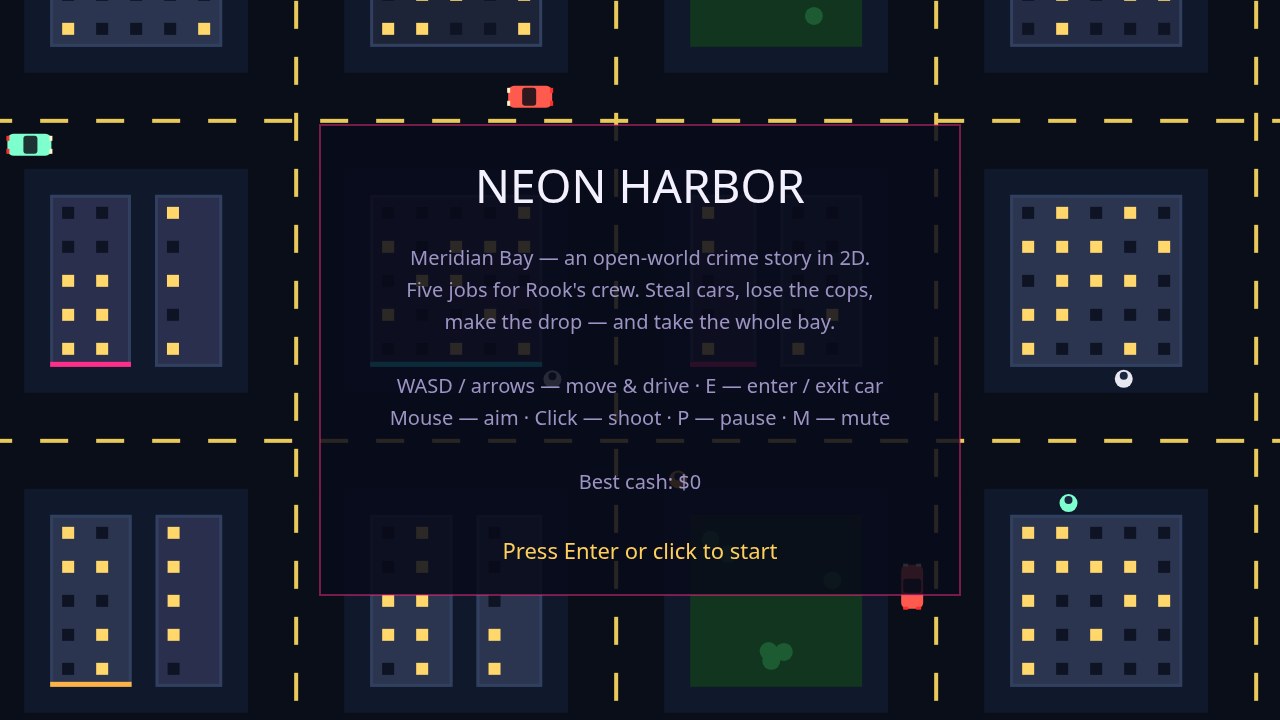 NEON HARBOR
Meridian Bay — an open-world crime story in 2D.
Five jobs for Rook's crew. Steal cars, lose the cops,
make the drop — and take the whole bay.
WASD / arrows — move & drive · E — enter / exit car
Mouse — aim · Click — shoot · P — pause · M — mute
Best cash: $0
Press Enter or click to start